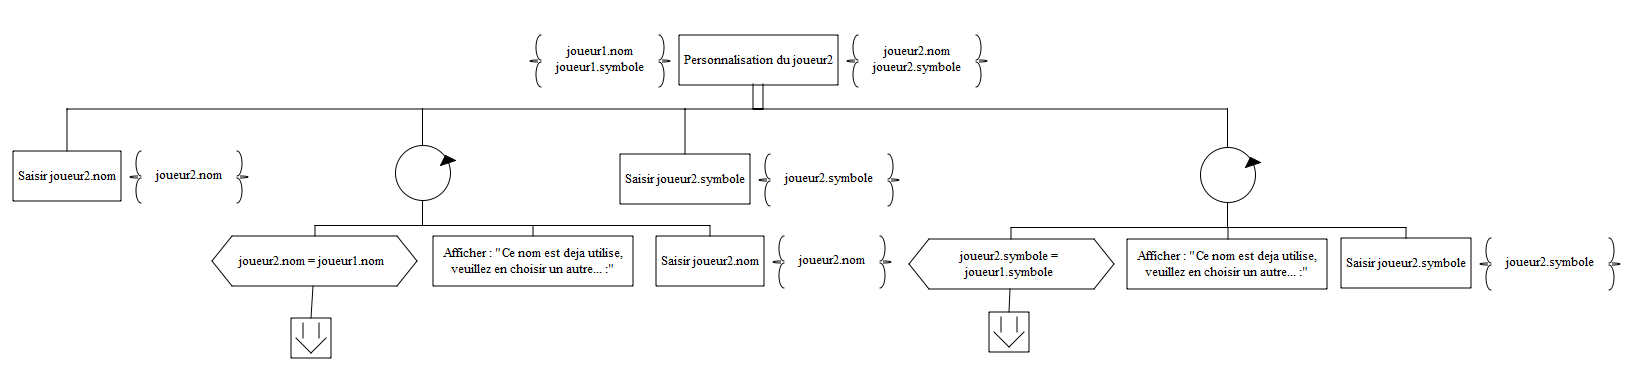 joueur1.nom
joueur1.symbole
Personnalisation du joueur2
joueur2.nom
joueur2.symbole
Saisir joueur2.nom
joueur2.nom
Saisir joueur2.symbole
joueur2.symbole
joueur2.nom = joueur1.nom
Afficher : "Ce nom est deja utilise,
veuillez en choisir un autre... :"
Saisir joueur2.nom
joueur2.nom
joueur2.symbole =
joueur1.symbole
Afficher : "Ce nom est deja utilise,
veuillez en choisir un autre... :"
Saisir joueur2.symbole
joueur2.symbole